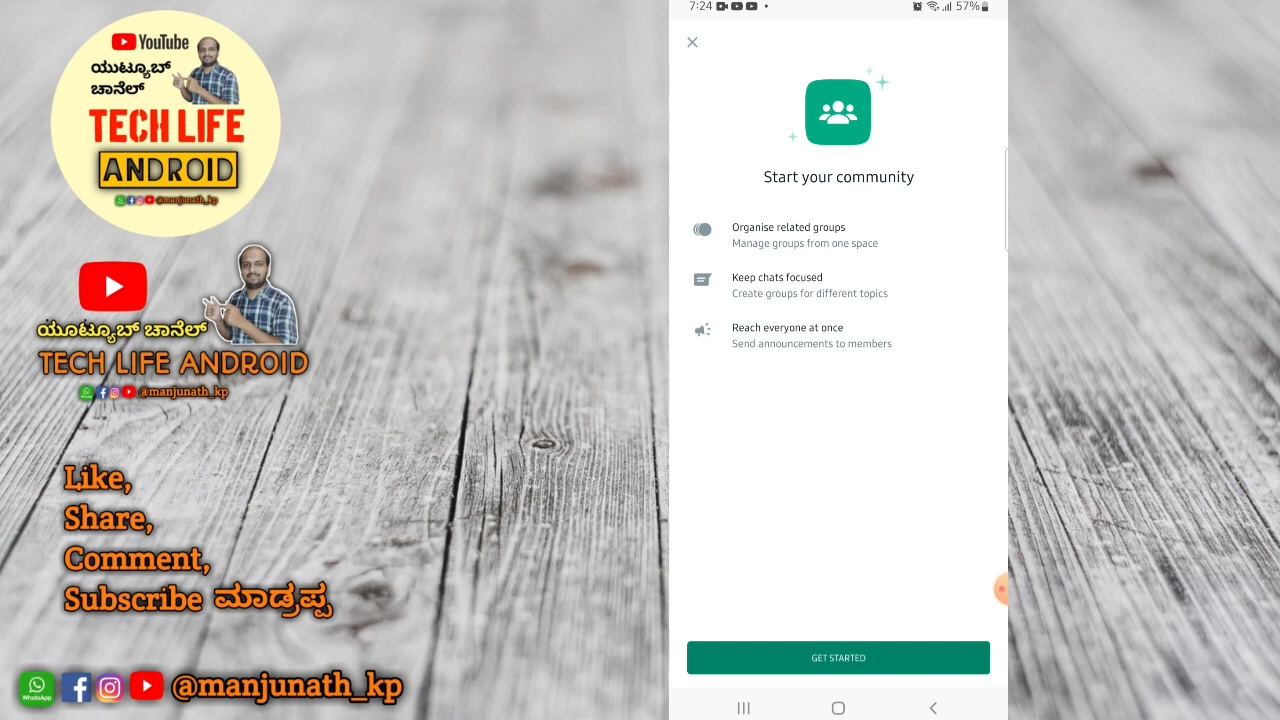 YouTube
ಯುಟ್ಯೂಬ್
ಚಾನೆಲ್
TECH LIFE
ANDROID
@manjunath_kp
ಯೂಟ್ಯೂಬ್ ಚಾನೆಲ್
TECH LIFE ANDROID
@manjunath_kp
Like,
Share,
Comment,
Subscribe ಮಾಡ್ರಪ್ಪ
WhatsApp
@manjunath_kp
7:24
57%
Start your community
Organise related groups
Manage groups from one space
Keep chats focused
Create groups for different topics
Reach everyone at once
Send announcements to members
GET STARTED